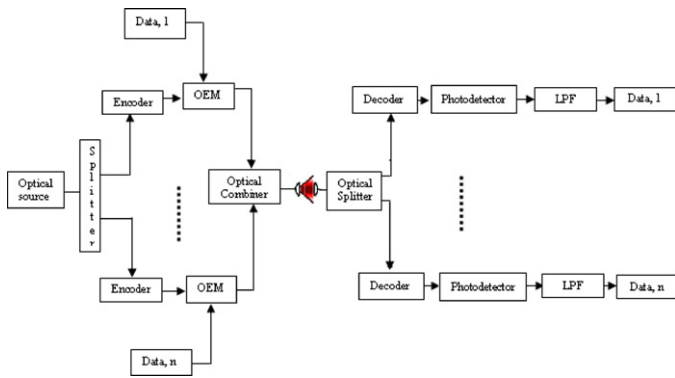 Data, 1
Encoder
OEM
Optical
source
Splitter
Optical
Combiner
Optical
Splitter
Encoder
OEM
Data, n
Decoder
Photodetector
LPF
Data, 1
Decoder
Photodetector
LPF
Data, n